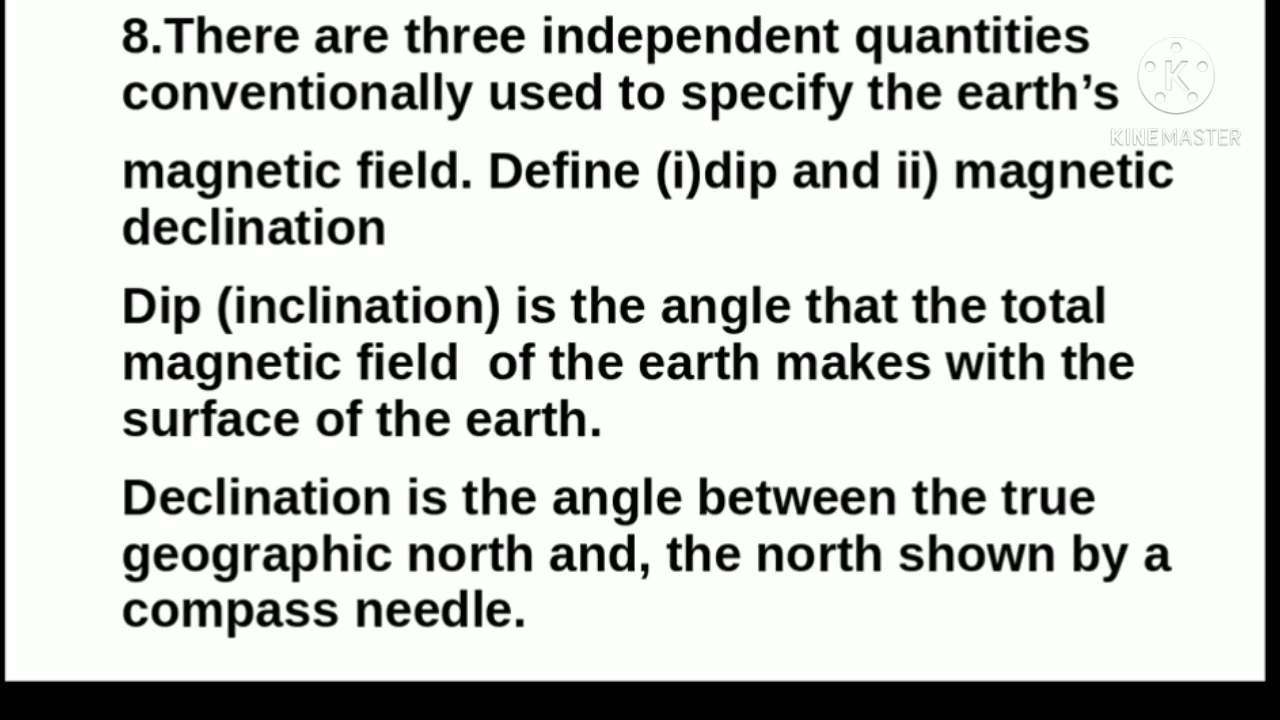 8.There are three independent quantities
conventionally used to specify the earth’s
K
KINEMASTER
magnetic field. Define (i)dip and ii) magnetic
declination
Dip (inclination) is the angle that the total
magnetic field  of the earth makes with the
surface of the earth.
Declination is the angle between the true
geographic north and, the north shown by a
compass needle.